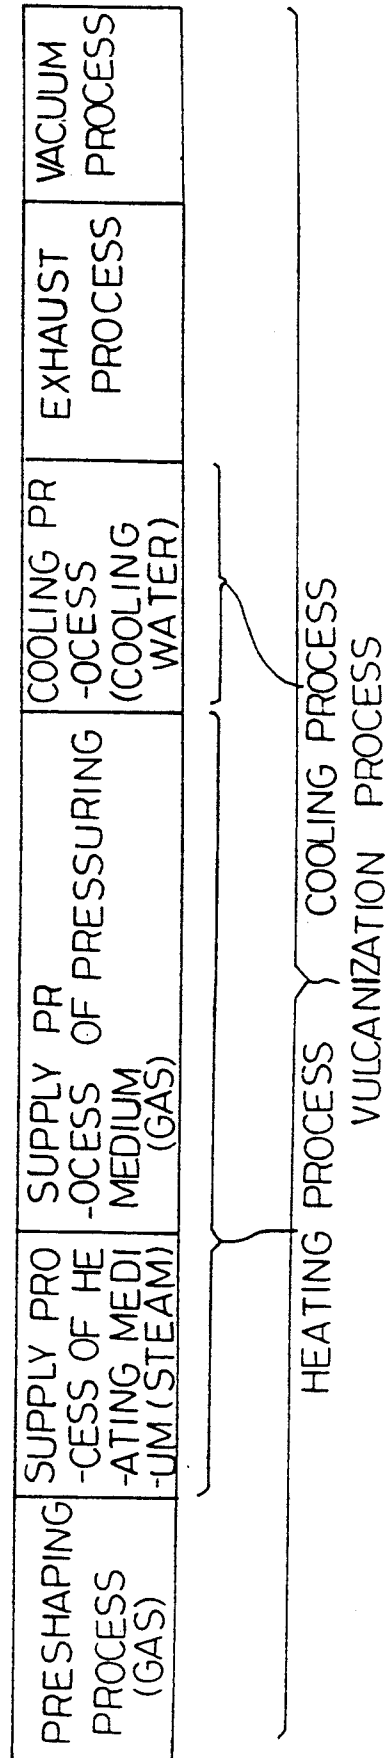 PRESHAPING
PROCESS
(GAS)
SUPPLY PRO
-CESS OF HE
-ATING MEDI
-UM (STEAM)
SUPPLY PR
-OCESS OF PRESSURING
MEDIUM
(GAS)
COOLING PR
-OCESS
(COOLING
WATER)
EXHAUST
PROCESS
VACUUM
PROCESS
HEATING PROCESS
COOLING PROCESS
VULCANIZATION PROCESS